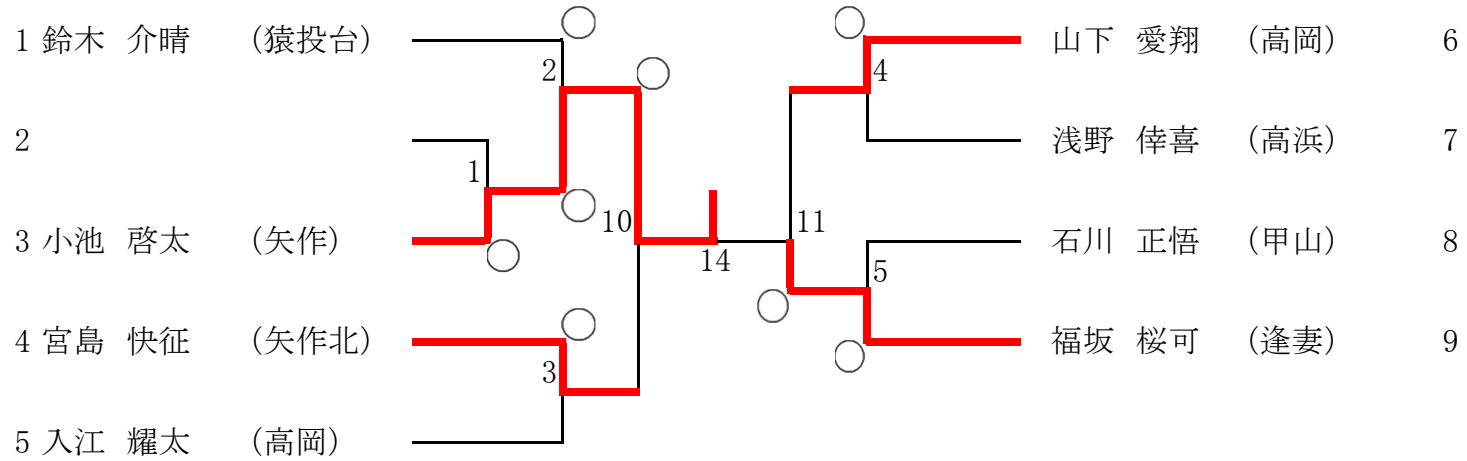 1 鈴木 介晴 (猿投台)
2
3 小池 啓太 (矢作)
4 宮島 快征 (矢作北)
5 入江 耀太 (高岡)
2
1
10
3
14
11
4
5
山下 愛翔 (高岡) 6
浅野 倖喜 (高浜) 7
石川 正悟 (甲山) 8
福坂 桜可 (逢妻) 9